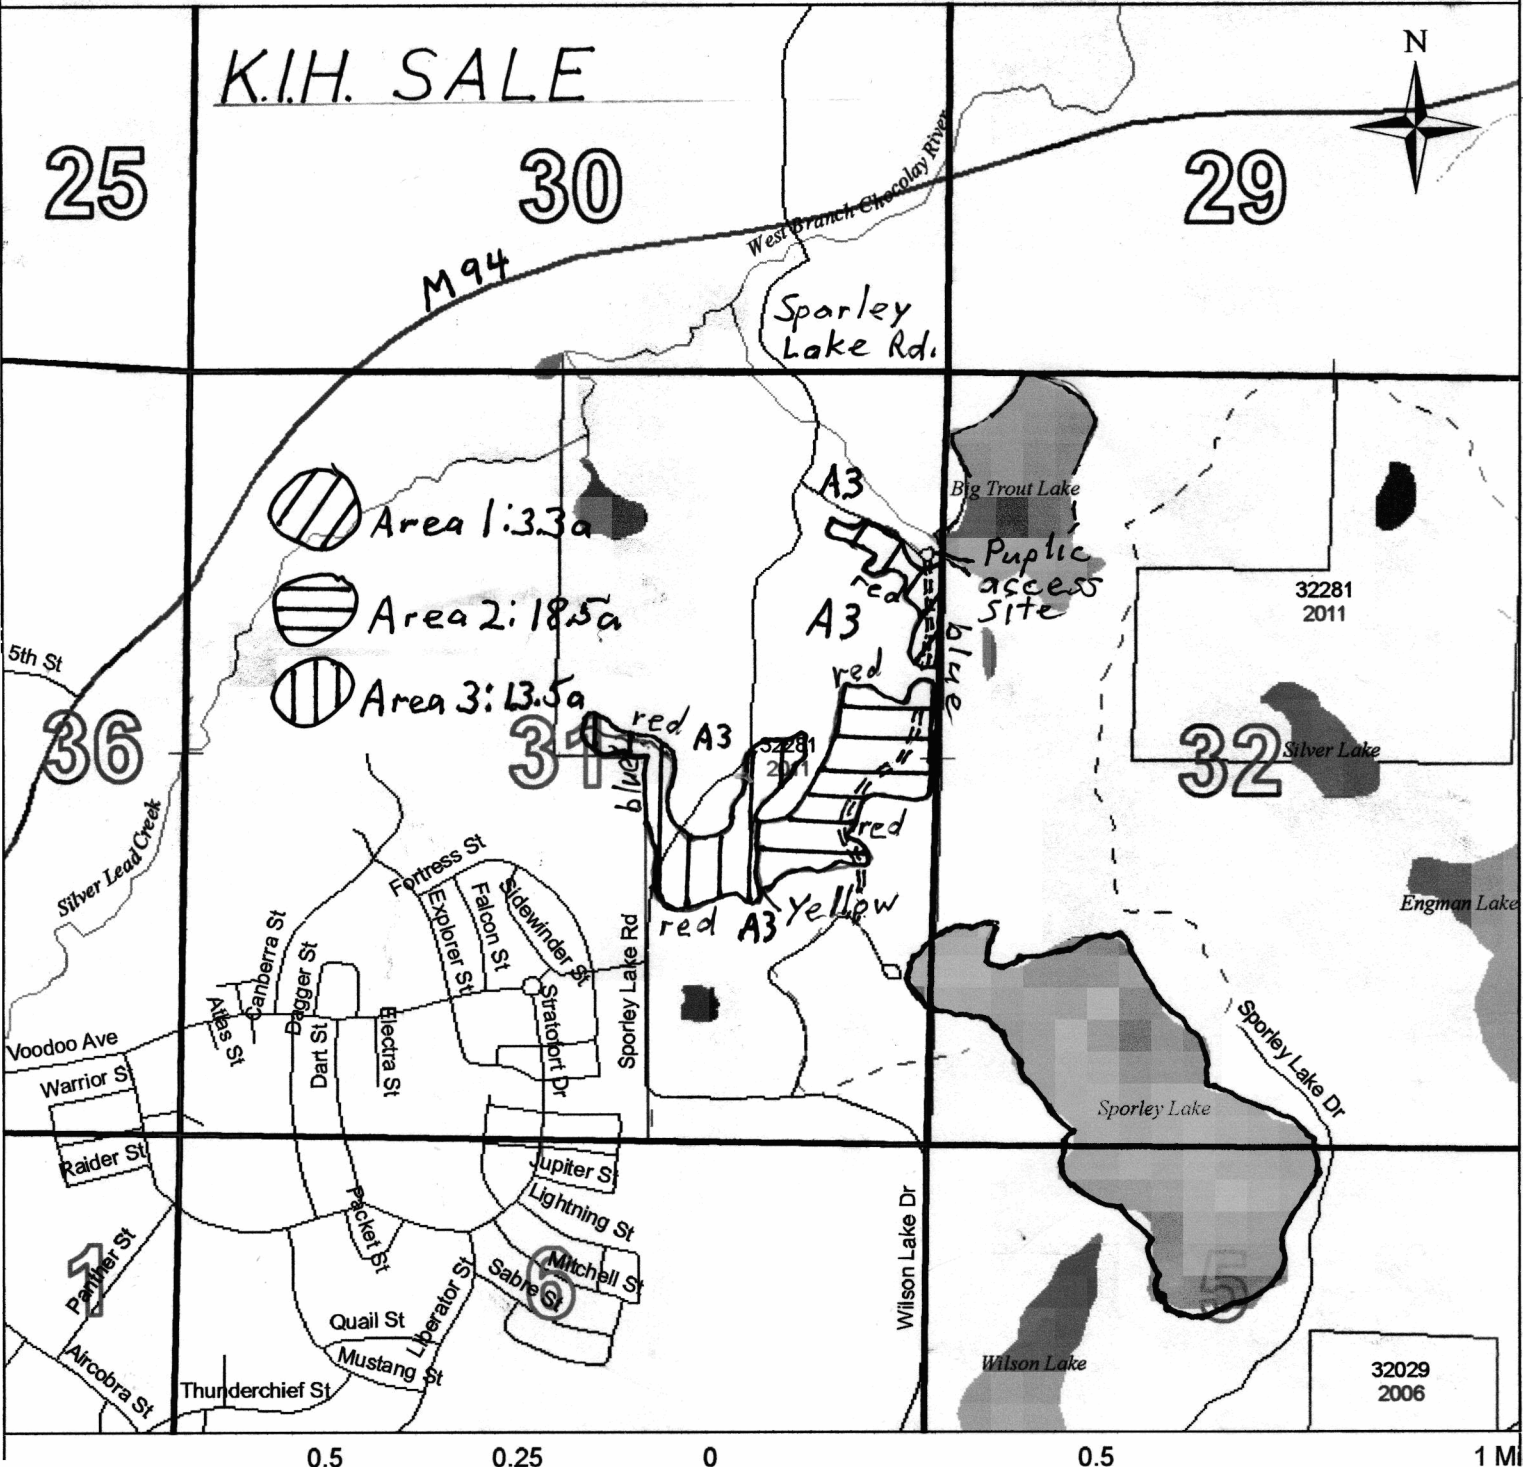 K.I.H. SALE
N
25
30
29
West Branch Chocolay River
M94
Sparley
Lake Rd.
A3
Big Trout Lake
Area 1:3.3a
Puplic
access
site
red
32281
2011
Area 2:18.5a
A3
blue
5th St
red
Area 3:13.5a
36
31
red
A3
32281
2011
32
Silver Lake
blue
red
Silver Lead Creek
Fortress St
Explorer St
Falcon St
Sidewinder St
red
A3
Yellow
Engman Lake
Canberra St
Dagger St
Atlas St
Dart St
Electra St
Stratofort Dr
Sporley Lake Rd
Voodoo Ave
Warrior St
Sporley Lake Dr
Sporley Lake
Raider St
Jupiter St
Lightning St
Packet St
Mitchell St
Sabre St
Wilson Lake Dr
1
Panther St
6
5
Liberator St
Quail St
Mustang St
Wilson Lake
Aircobra St
Thunderchief St
32029
2006
0.5
0.25
0
0.5
1 Mi